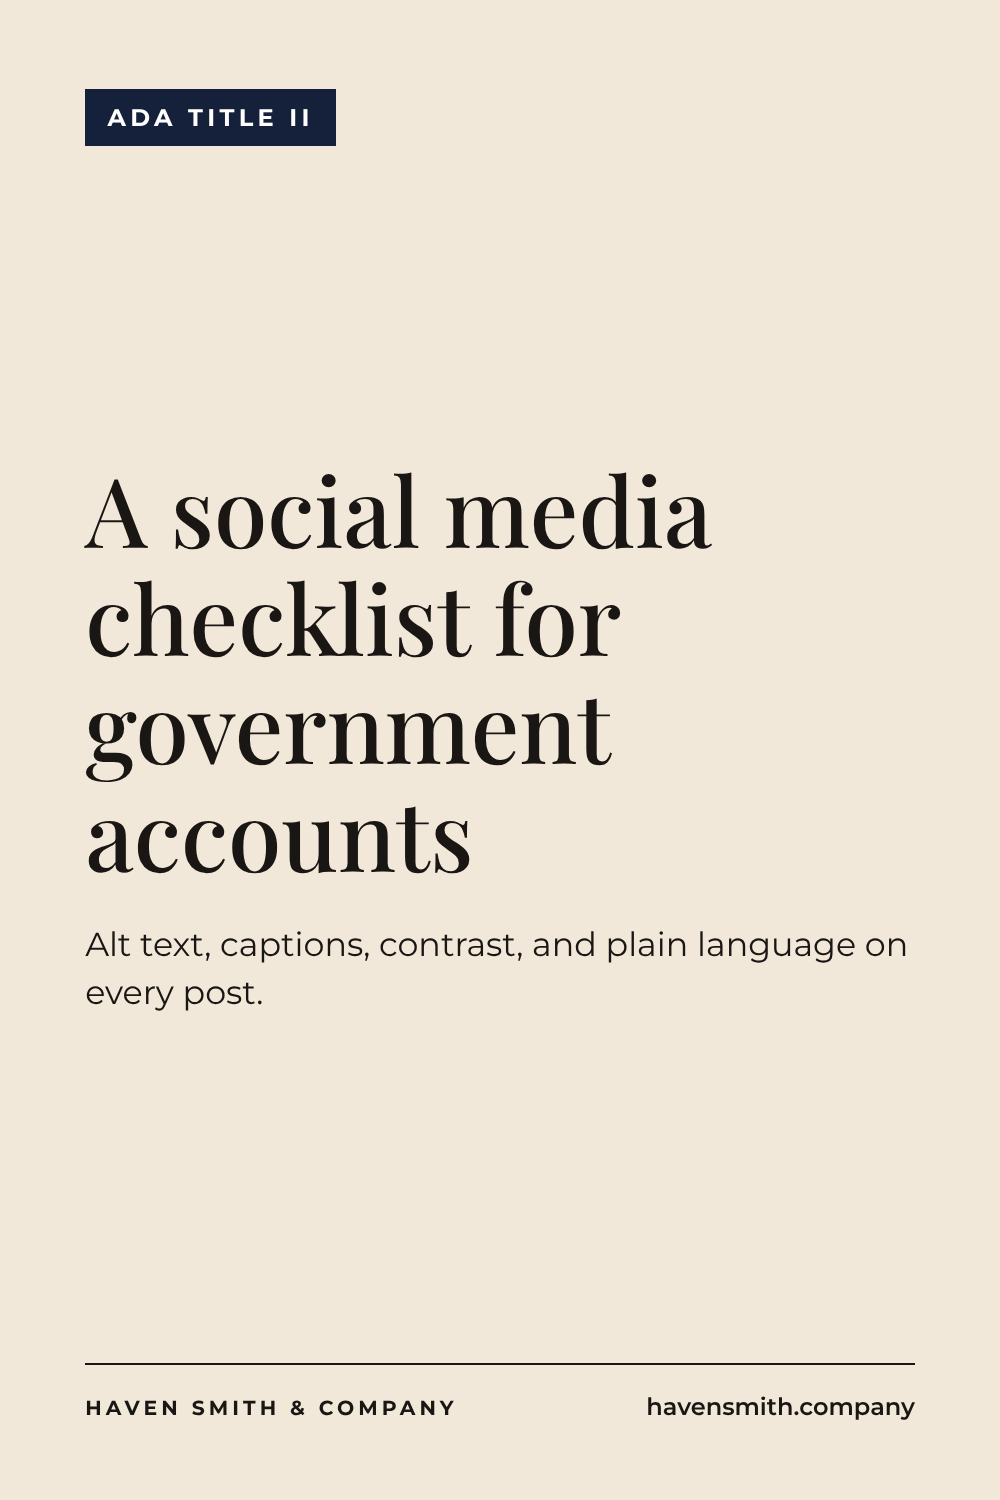 ADA TITLE II
A social media
checklist for
government
accounts
Alt text, captions, contrast, and plain language on
every post.
HAVEN SMITH & COMPANY
havensmith.company